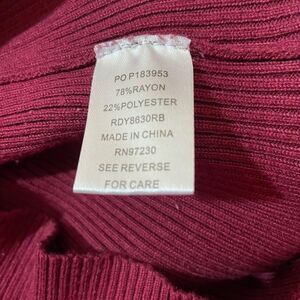 PO P183953
78%RAYON
22%POLYESTER
RDY8630RB
MADE IN CHINA
RN97230
SEE REVERSE
FOR CARE